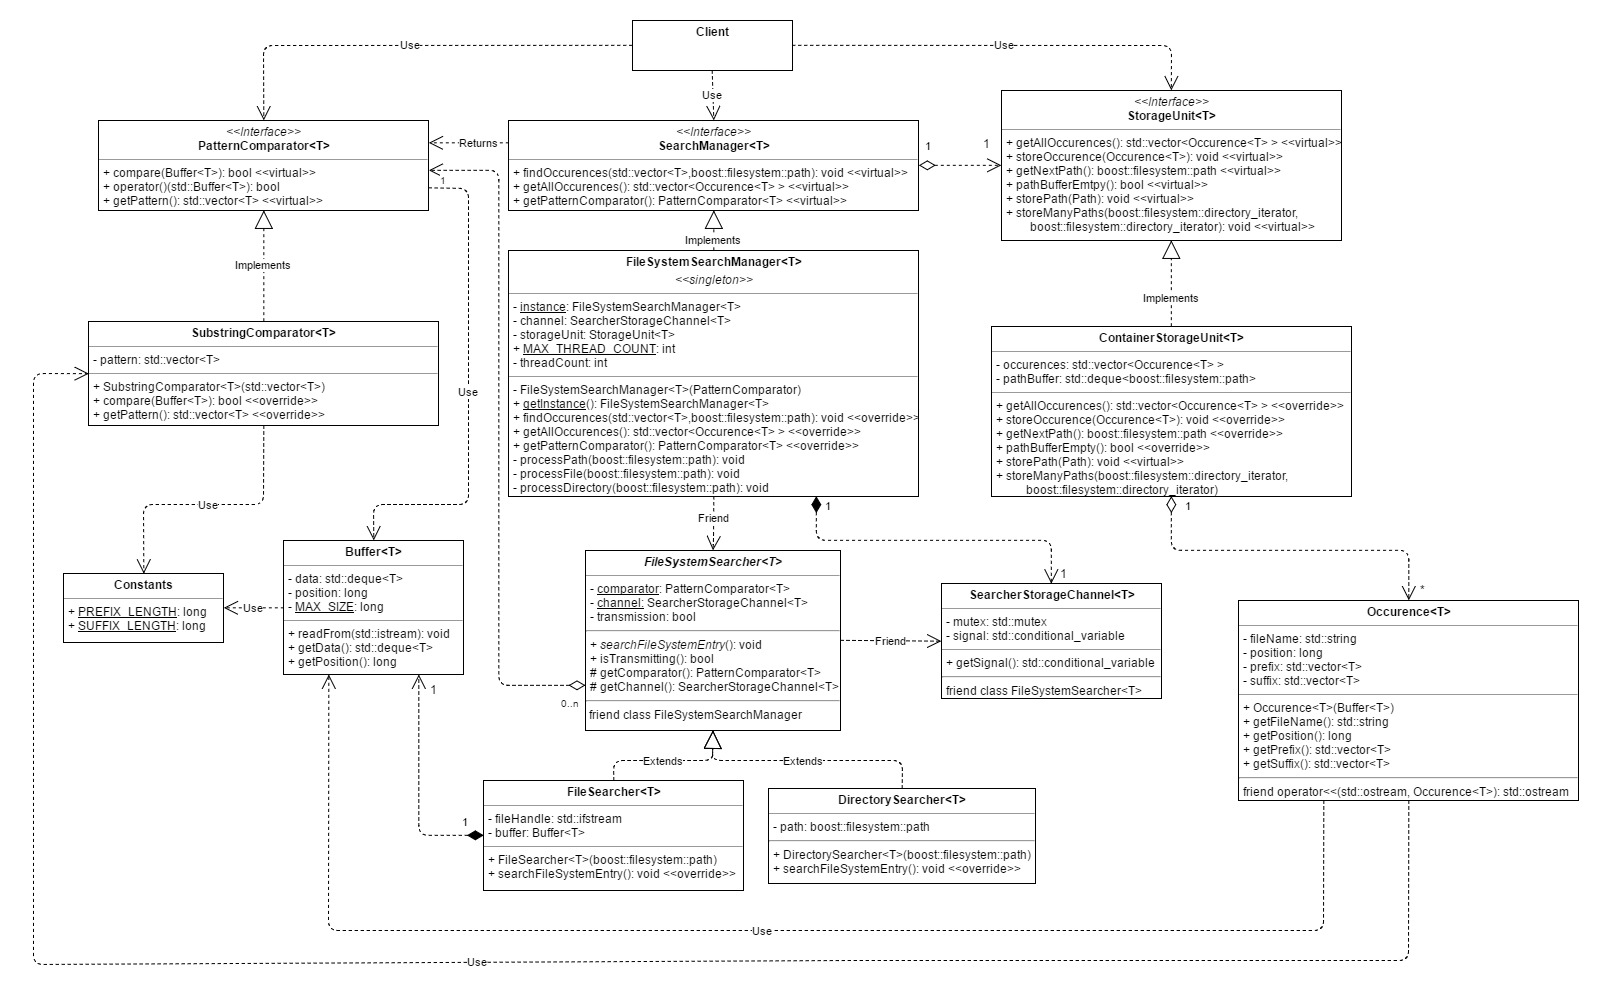 Client
Use
Use
Use
<<Interface>>
PatternComparator<T>
+ compare(Buffer<T>): bool <<virtual>>
+ operator()(std::Buffer<T>): bool
+ getPattern(): std::vector<T> <<virtual>>
Returns
1
<<Interface>>
SearchManager<T>
+ findOccurences(std::vector<T>,boost::filesystem::path): void <<virtual>>
+ getAllOccurences(): std::vector<Occurence<T> > <<virtual>>
+ getPatternComparator(): PatternComparator<T> <<virtual>>
1
1
<<Interface>>
StorageUnit<T>
+ getAllOccurences(): std::vector<Occurence<T> > <<virtual>>
+ storeOccurence(Occurence<T>): void <<virtual>>
+ getNextPath(): boost::filesystem::path <<virtual>>
+ pathBufferEmtpy(): bool <<virtual>>
+ storePath(Path): void <<virtual>>
+ storeManyPaths(boost::filesystem::directory_iterator,
boost::filesystem::directory_iterator): void <<virtual>>
Implements
Implements
Implements
SubstringComparator<T>
- pattern: std::vector<T>
+ SubstringComparator<T>(std::vector<T>)
+ compare(Buffer<T>): bool <<override>>
+ getPattern(): std::vector<T> <<override>>
Use
FileSystemSearchManager<T>
<<singleton>>
- instance: FileSystemSearchManager<T>
- channel: SearcherStorageChannel<T>
- storageUnit: StorageUnit<T>
+ MAX_THREAD_COUNT: int
- threadCount: int
- FileSystemSearchManager<T>(PatternComparator)
+ getInstance(): FileSystemSearchManager<T>
+ findOccurences(std::vector<T>,boost::filesystem::path): void <<override>>
+ getAllOccurences(): std::vector<Occurence<T> > <<override>>
+ getPatternComparator(): PatternComparator<T> <<override>>
- processPath(boost::filesystem::path): void
- processFile(boost::filesystem::path): void
- processDirectory(boost::filesystem::path): void
ContainerStorageUnit<T>
- occurences: std::vector<Occurence<T> >
- pathBuffer: std::deque<boost::filesystem::path>
+ getAllOccurences(): std::vector<Occurence<T> > <<override>>
+ storeOccurence(Occurence<T>): void <<override>>
+ getNextPath(): boost::filesystem::path <<override>>
+ pathBufferEmpty(): bool <<override>>
+ storePath(Path): void <<virtual>>
+ storeManyPaths(boost::filesystem::directory_iterator,
boost::filesystem::directory_iterator)
Use
Friend
1
1
Constants
+ PREFIX_LENGTH: long
+ SUFFIX_LENGTH: long
Use
Buffer<T>
- data: std::deque<T>
- position: long
- MAX_SIZE: long
+ readFrom(std::istream): void
+ getData(): std::deque<T>
+ getPosition(): long
1
FileSystemSearcher<T>
- comparator: PatternComparator<T>
- channel: SearcherStorageChannel<T>
- transmission: bool
+ searchFileSystemEntry(): void
+ isTransmitting(): bool
# getComparator(): PatternComparator<T>
# getChannel(): SearcherStorageChannel<T>
friend class FileSystemSearchManager
0..n
Friend
1
SearcherStorageChannel<T>
- mutex: std::mutex
- signal: std::conditional_variable
+ getSignal(): std::conditional_variable
friend class FileSystemSearcher<T>
*
Occurence<T>
- fileName: std::string
- position: long
- prefix: std::vector<T>
- suffix: std::vector<T>
+ Occurence<T>(Buffer<T>)
+ getFileName(): std::string
+ getPosition(): long
+ getPrefix(): std::vector<T>
+ getSuffix(): std::vector<T>
friend operator<<(std::ostream, Occurence<T>): std::ostream
Extends
Extends
1
FileSearcher<T>
- fileHandle: std::ifstream
- buffer: Buffer<T>
+ FileSearcher<T>(boost::filesystem::path)
+ searchFileSystemEntry(): void <<override>>
DirectorySearcher<T>
- path: boost::filesystem::path
+ DirectorySearcher<T>(boost::filesystem::path)
+ searchFileSystemEntry(): void <<override>>
Use
Use